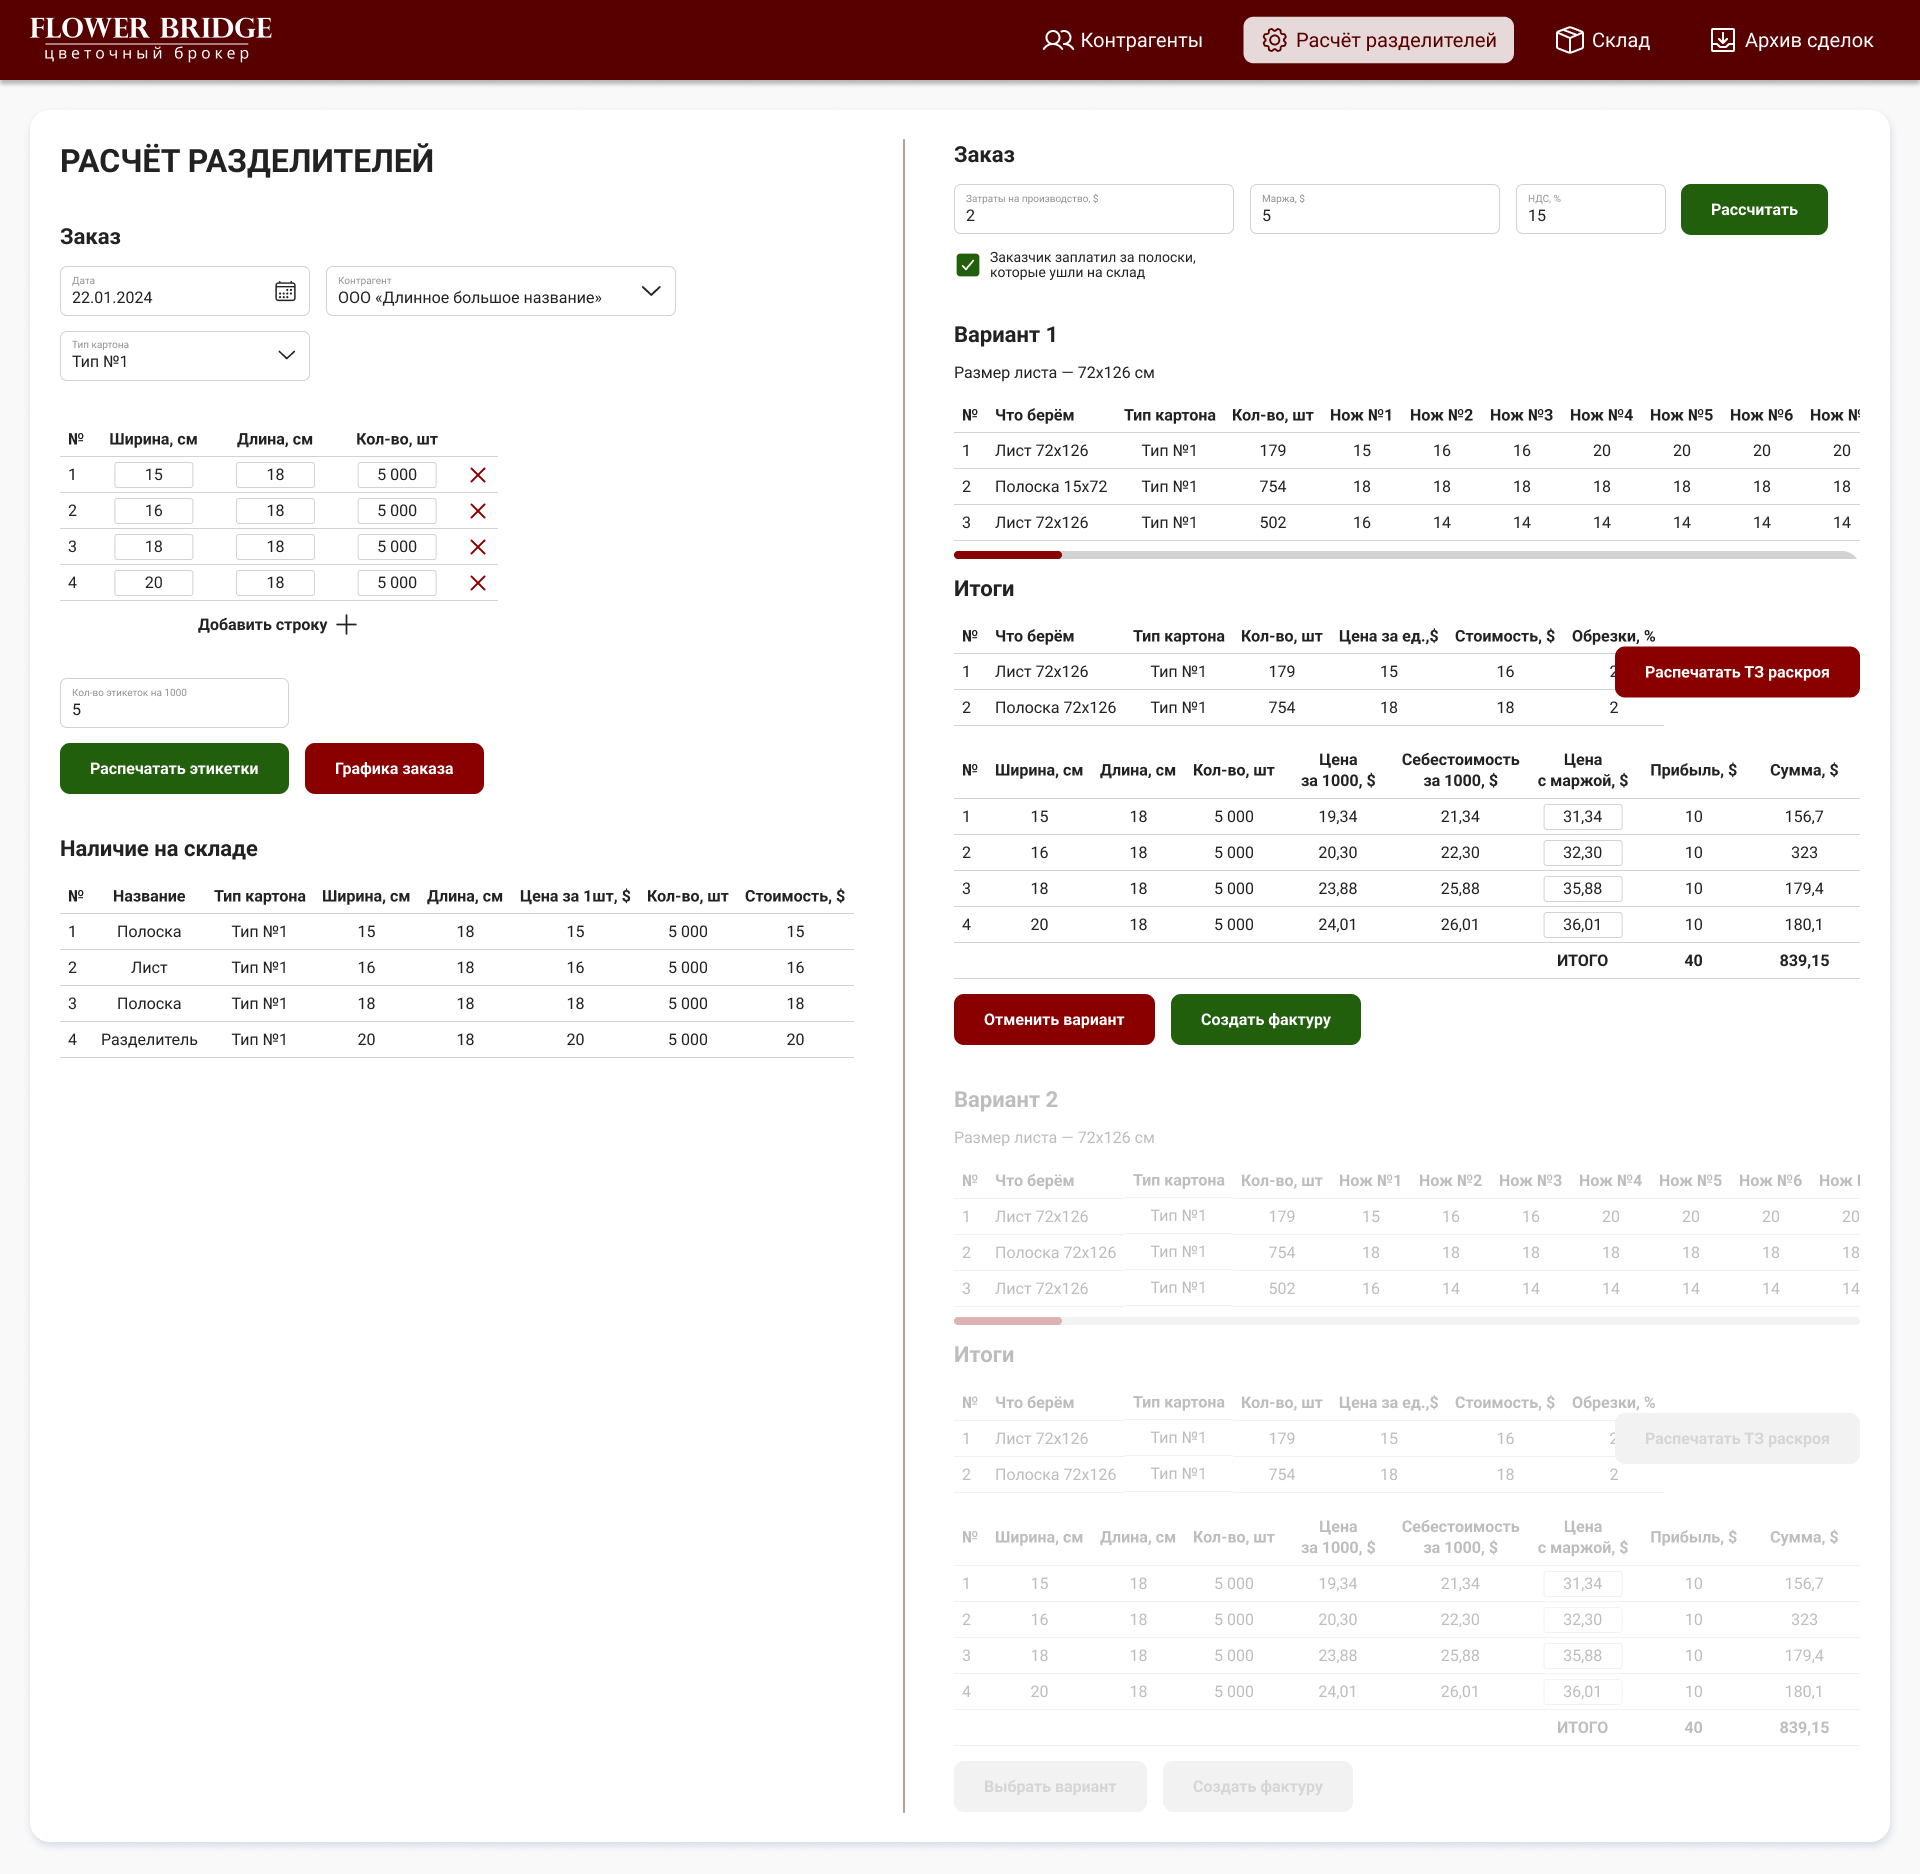 FLOWER BRIDGE
цветочный брокер
Контрагенты
Расчёт разделителей
Склад
Архив сделок
РАСЧЁТ РАЗДЕЛИТЕЛЕЙ
Заказ
Дата
22.01.2024
Контрагент
ООО «Длинное большое название»
Тип картона
Тип №1
№ Ширина, см Длина, см Кол-во, шт
1 15 18 5 000
2 16 18 5 000
3 18 18 5 000
4 20 18 5 000
Добавить строку
Кол-во этикеток на 1000
5
Распечатать этикетки
Графика заказа
Наличие на складе
№ Название Тип картона Ширина, см Длина, см Цена за 1шт, $ Кол-во, шт Стоимость, $
1 Полоска Тип №1 15 18 15 5 000 15
2 Лист Тип №1 16 18 16 5 000 16
3 Полоска Тип №1 18 18 18 5 000 18
4 Разделитель Тип №1 20 18 20 5 000 20
Заказ
Затраты на производство, $
2
Маржа, $
5
НДС, %
15
Рассчитать
Заказчик заплатил за полоски,
которые ушли на склад
Вариант 1
Размер листа — 72х126 см
№ Что берём Тип картона Кол-во, шт Нож №1 Нож №2 Нож №3 Нож №4 Нож №5 Нож №6 Нож №
1 Лист 72х126 Тип №1 179 15 16 16 20 20 20 20
2 Полоска 15х72 Тип №1 754 18 18 18 18 18 18 18
3 Лист 72х126 Тип №1 502 16 14 14 14 14 14 14
Итоги
№ Что берём Тип картона Кол-во, шт Цена за ед.,$ Стоимость, $ Обрезки, %
1 Лист 72х126 Тип №1 179 15 16 2
Распечатать ТЗ раскроя
2 Полоска 72х126 Тип №1 754 18 18 2
№ Ширина, см Длина, см Кол-во, шт Цена за 1000, $ Себестоимость за 1000, $ Цена с маржой, $ Прибыль, $ Сумма, $
1 15 18 5 000 19,34 21,34 31,34 10 156,7
2 16 18 5 000 20,30 22,30 32,30 10 323
3 18 18 5 000 23,88 25,88 35,88 10 179,4
4 20 18 5 000 24,01 26,01 36,01 10 180,1
ИТОГО 40 839,15
Отменить вариант
Создать фактуру
Вариант 2
Размер листа — 72х126 см
№ Что берём Тип картона Кол-во, шт Нож №1 Нож №2 Нож №3 Нож №4 Нож №5 Нож №6 Нож
1 Лист 72х126 Тип №1 179 15 16 16 20 20 20 20
2 Полоска 72х126 Тип №1 754 18 18 18 18 18 18 18
3 Лист 72х126 Тип №1 502 16 14 14 14 14 14 14
Итоги
№ Что берём Тип картона Кол-во, шт Цена за ед.,$ Стоимость, $ Обрезки, %
1 Лист 72х126 Тип №1 179 15 16 2
Распечатать ТЗ раскроя
2 Полоска 72х126 Тип №1 754 18 18 2
№ Ширина, см Длина, см Кол-во, шт Цена за 1000, $ Себестоимость за 1000, $ Цена с маржой, $ Прибыль, $ Сумма, $
1 15 18 5 000 19,34 21,34 31,34 10 156,7
2 16 18 5 000 20,30 22,30 32,30 10 323
3 18 18 5 000 23,88 25,88 35,88 10 179,4
4 20 18 5 000 24,01 26,01 36,01 10 180,1
ИТОГО 40 839,15
Выбрать вариант
Создать фактуру